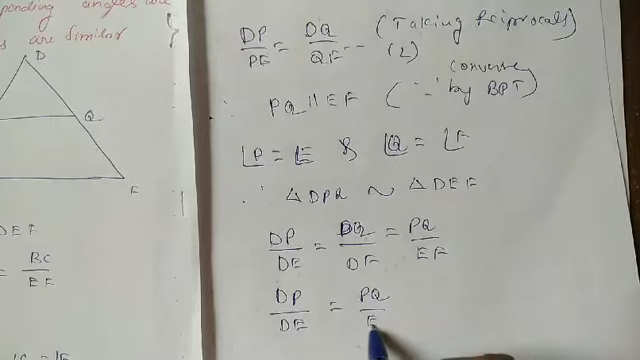 ponding angles are
s are similar
D
Q
F
DEF
= BC/EF
DP/PE = DQ/QF -- (Taking Reciprocals)
(2)
∴ PQ || EF (∵ by converse BPT)
∠P = ∠E & ∠Q = ∠F
∴ △DPQ ~ △DEF
DP/DE = DQ/DF = PQ/EF
DP/DE = PQ/E